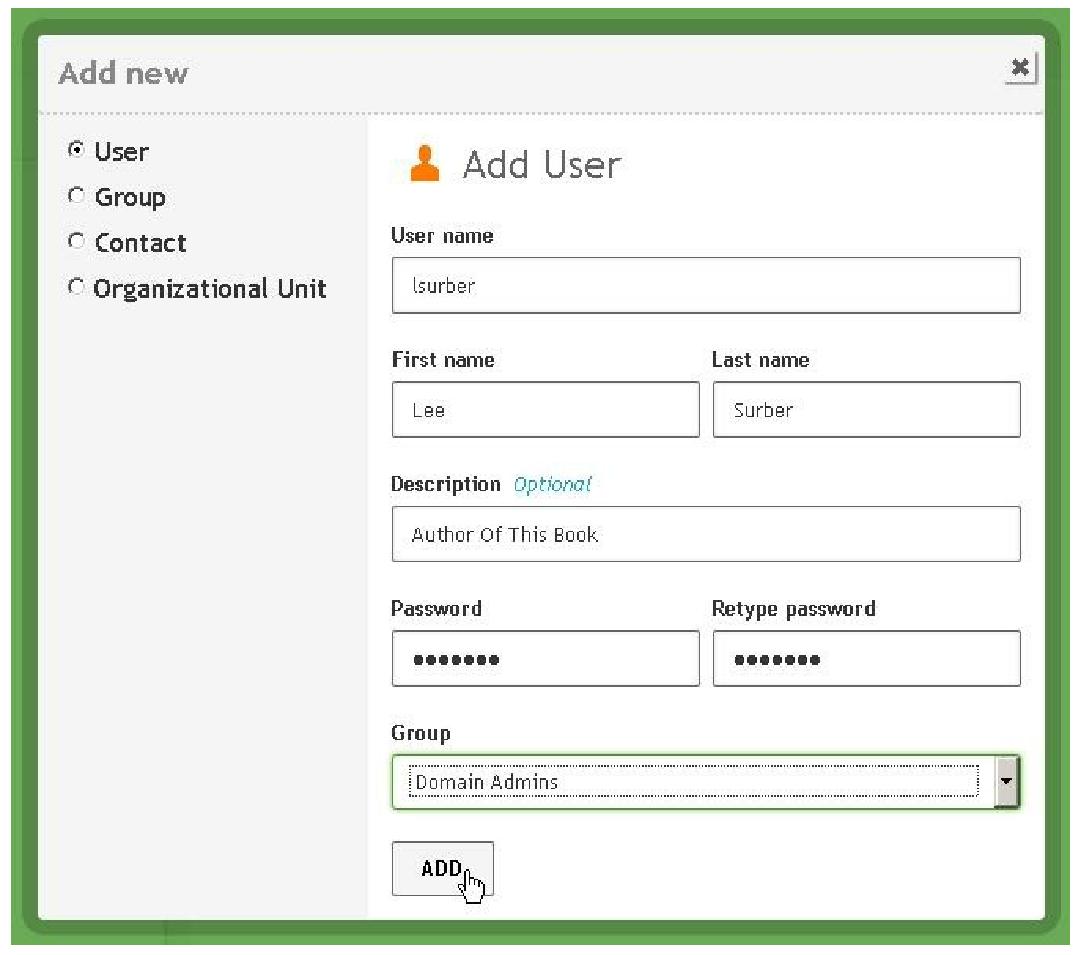 Add new
User
Group
Contact
Organizational Unit
Add User
User name
lsurber
First name Last name
Lee Surber
Description Optional
Author Of This Book
Password Retype password
••••••• •••••••
Group
Domain Admins
ADD